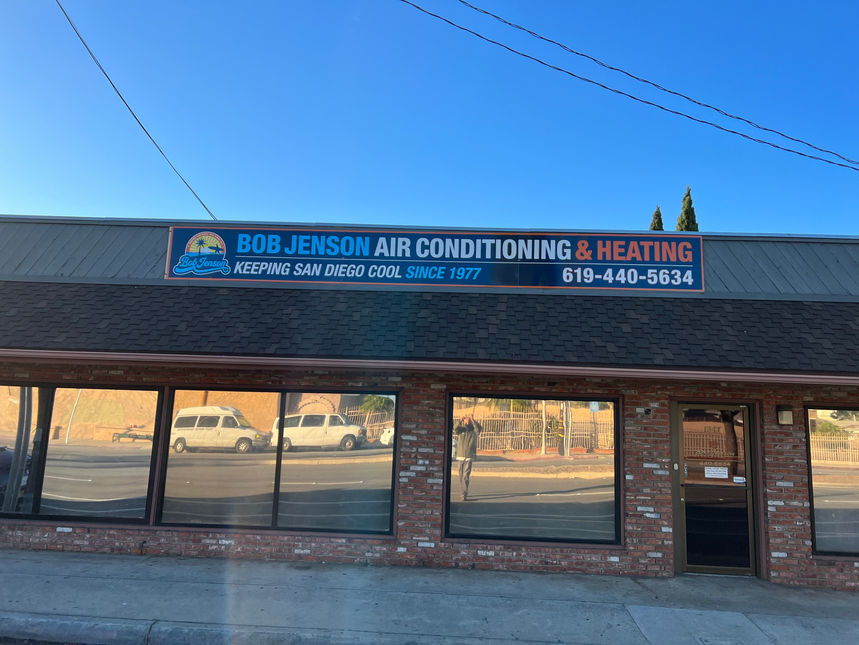 BOB JENSON AIR CONDITIONING & HEATING
Bob Jenson
KEEPING SAN DIEGO COOL SINCE 1977
619-440-5634